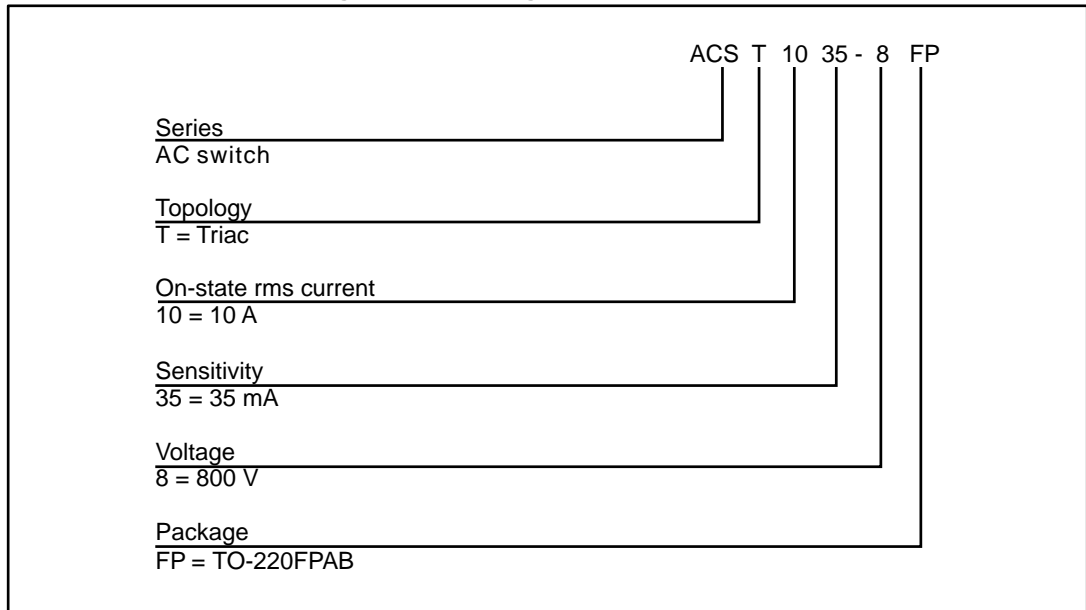 ACS T 10 35 - 8 FP
Series
AC switch
Topology
T = Triac
On-state rms current
10 = 10 A
Sensitivity
35 = 35 mA
Voltage
8 = 800 V
Package
FP = TO-220FPAB